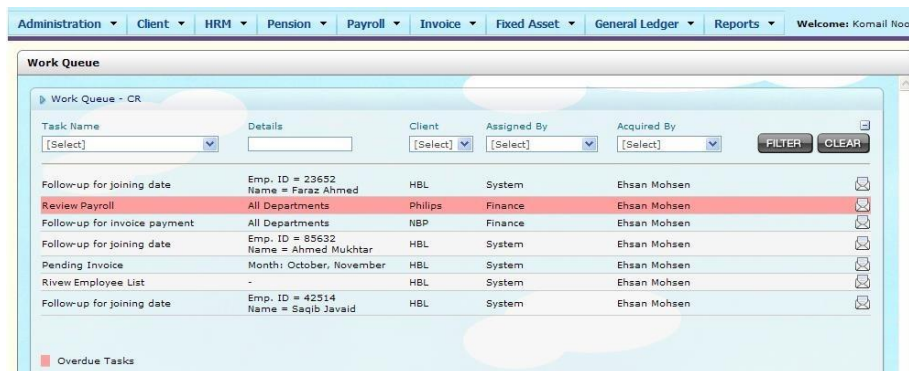 Administration Client HRM Pension Payroll Invoice Fixed Asset General Ledger Reports Welcome: Komail Noo
Work Queue
Work Queue - CR
Task Name Details Client Assigned By Acquired By
[Select] [Select] [Select] [Select] FILTER CLEAR
Follow-up for joining date Emp. ID = 23652 HBL System Ehsan Mohsen
Name = Faraz Ahmed
Review Payroll All Departments Philips Finance Ehsan Mohsen
Follow-up for invoice payment All Departments NBP Finance Ehsan Mohsen
Follow-up for joining date Emp. ID = 85632 HBL System Ehsan Mohsen
Name = Ahmed Mukhtar
Pending Invoice Month: October, November HBL System Ehsan Mohsen
Rivew Employee List - HBL System Ehsan Mohsen
Follow-up for joining date Emp. ID = 42514 HBL System Ehsan Mohsen
Name = Saqib Javaid
Overdue Tasks